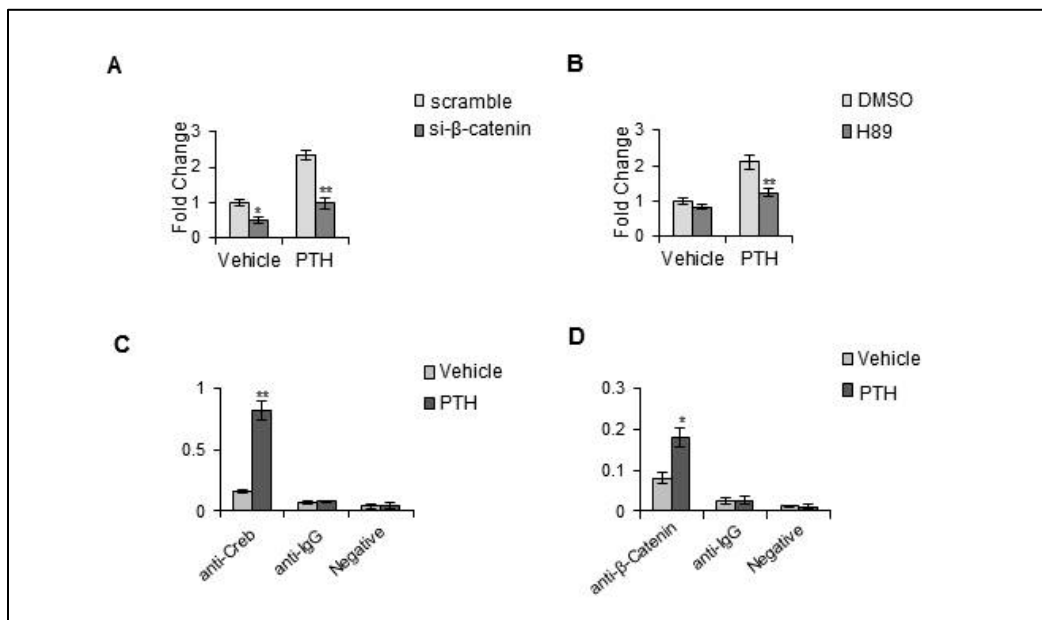 A
scramble
si-β-catenin
Fold Change
3
2
1
0
*
**
Vehicle
PTH
B
DMSO
H89
Fold Change
3
2
1
0
**
Vehicle
PTH
C
Vehicle
PTH
1
0.5
0
**
anti-Creb
anti-IgG
Negative
D
Vehicle
PTH
0.3
0.2
0.1
0
*
anti-β-Catenin
anti-IgG
Negative